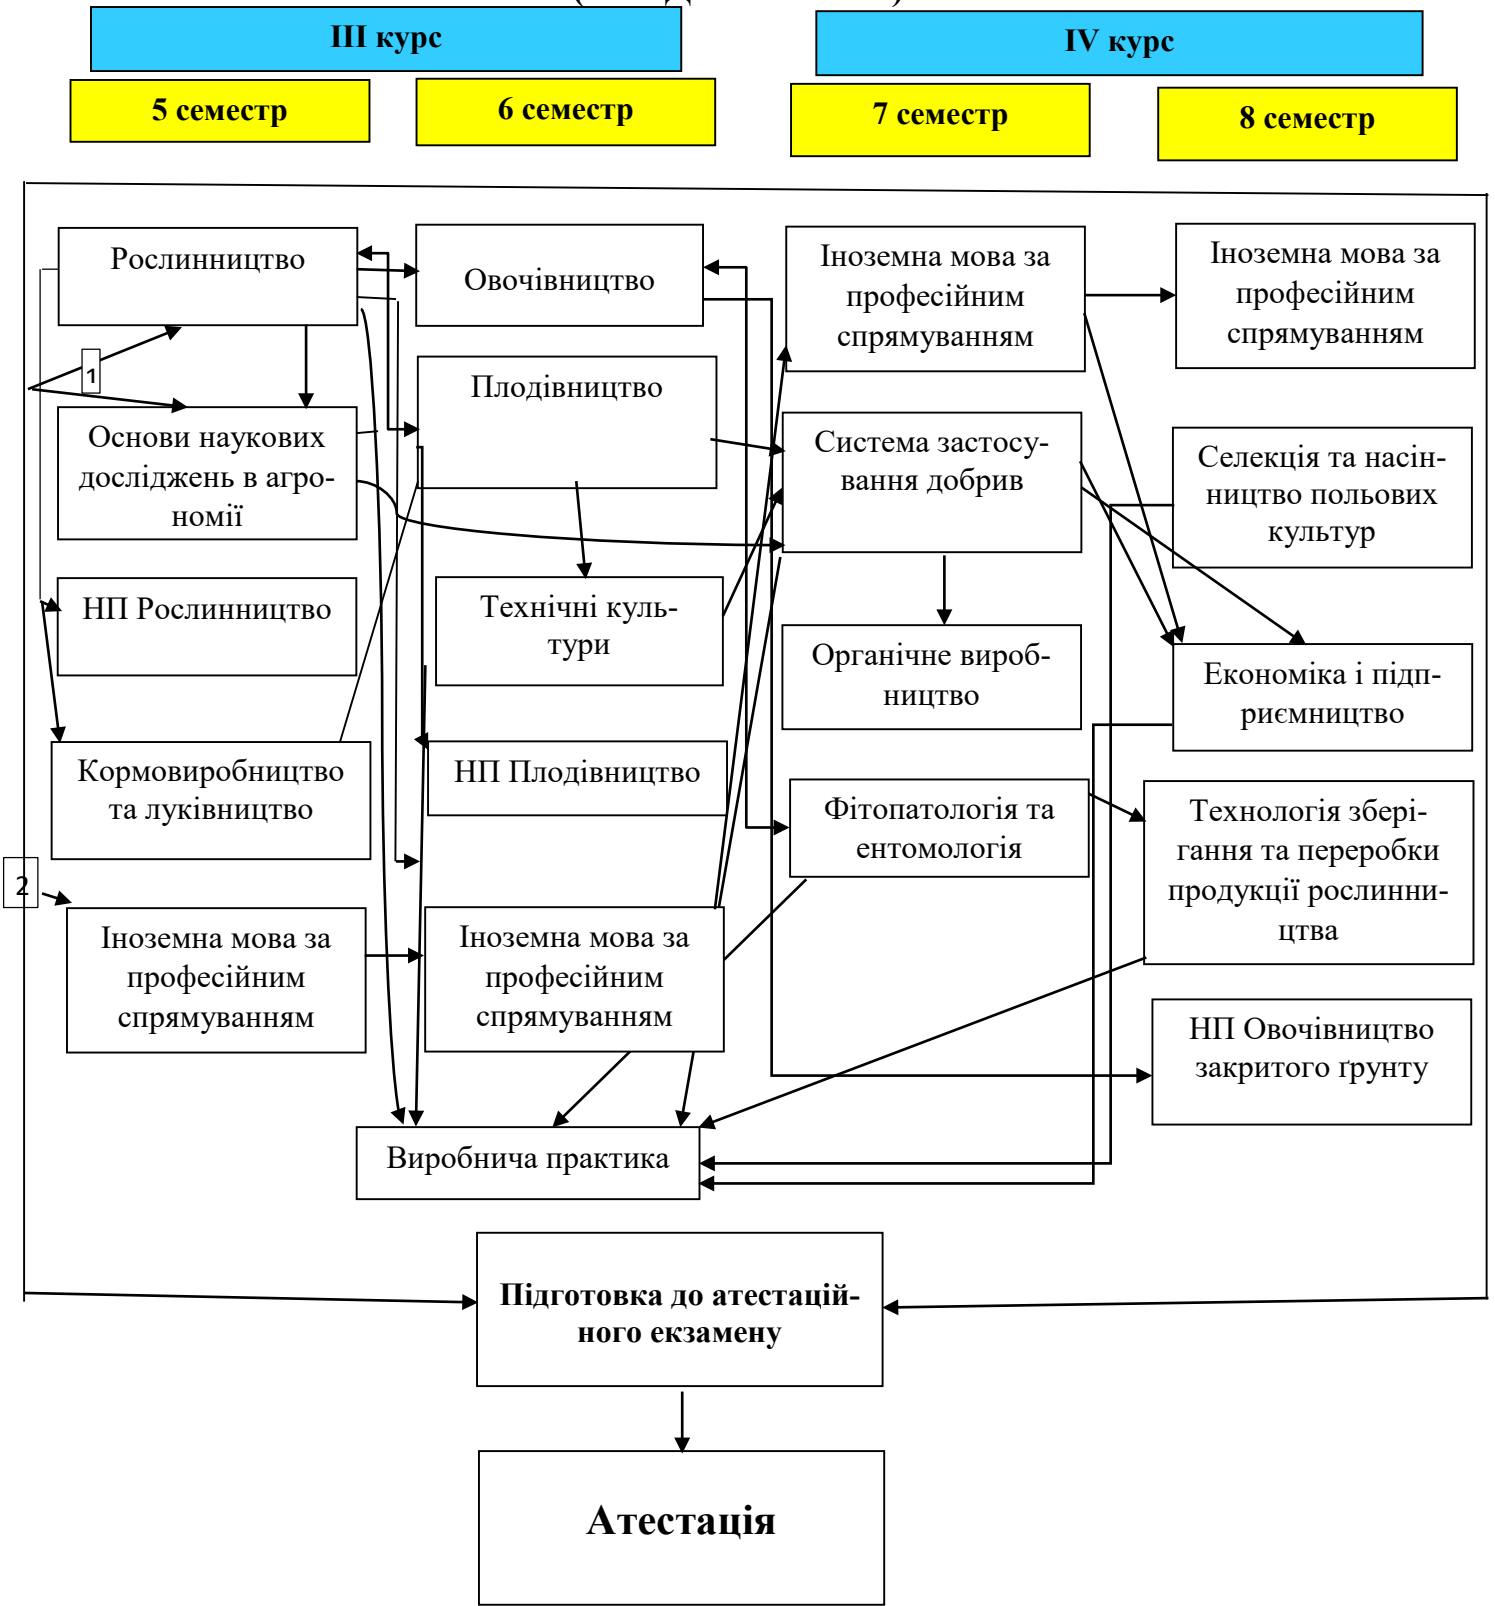 III курс
IV курс
5 семестр
6 семестр
7 семестр
8 семестр
Рослинництво
1
Основи наукових
досліджень в агро-
номії
НП Рослинництво
Кормовиробництво
та луківництво
2
Іноземна мова за
професійним
спрямуванням
Овочівництво
Плодівництво
Технічні куль-
тури
НП Плодівництво
Іноземна мова за
професійним
спрямуванням
Виробнича практика
Іноземна мова за
професійним
спрямуванням
Система застосу-
вання добрив
Органічне вироб-
ництво
Фітопатологія та
ентомологія
Іноземна мова за
професійним
спрямуванням
Селекція та насін-
ництво польових
культур
Економіка і підп-
риємництво
Технологія збері-
гання та переробки
продукції рослинни-
цтва
НП Овочівництво
закритого ґрунту
Підготовка до атестацій-
ного екзамену
Атестація